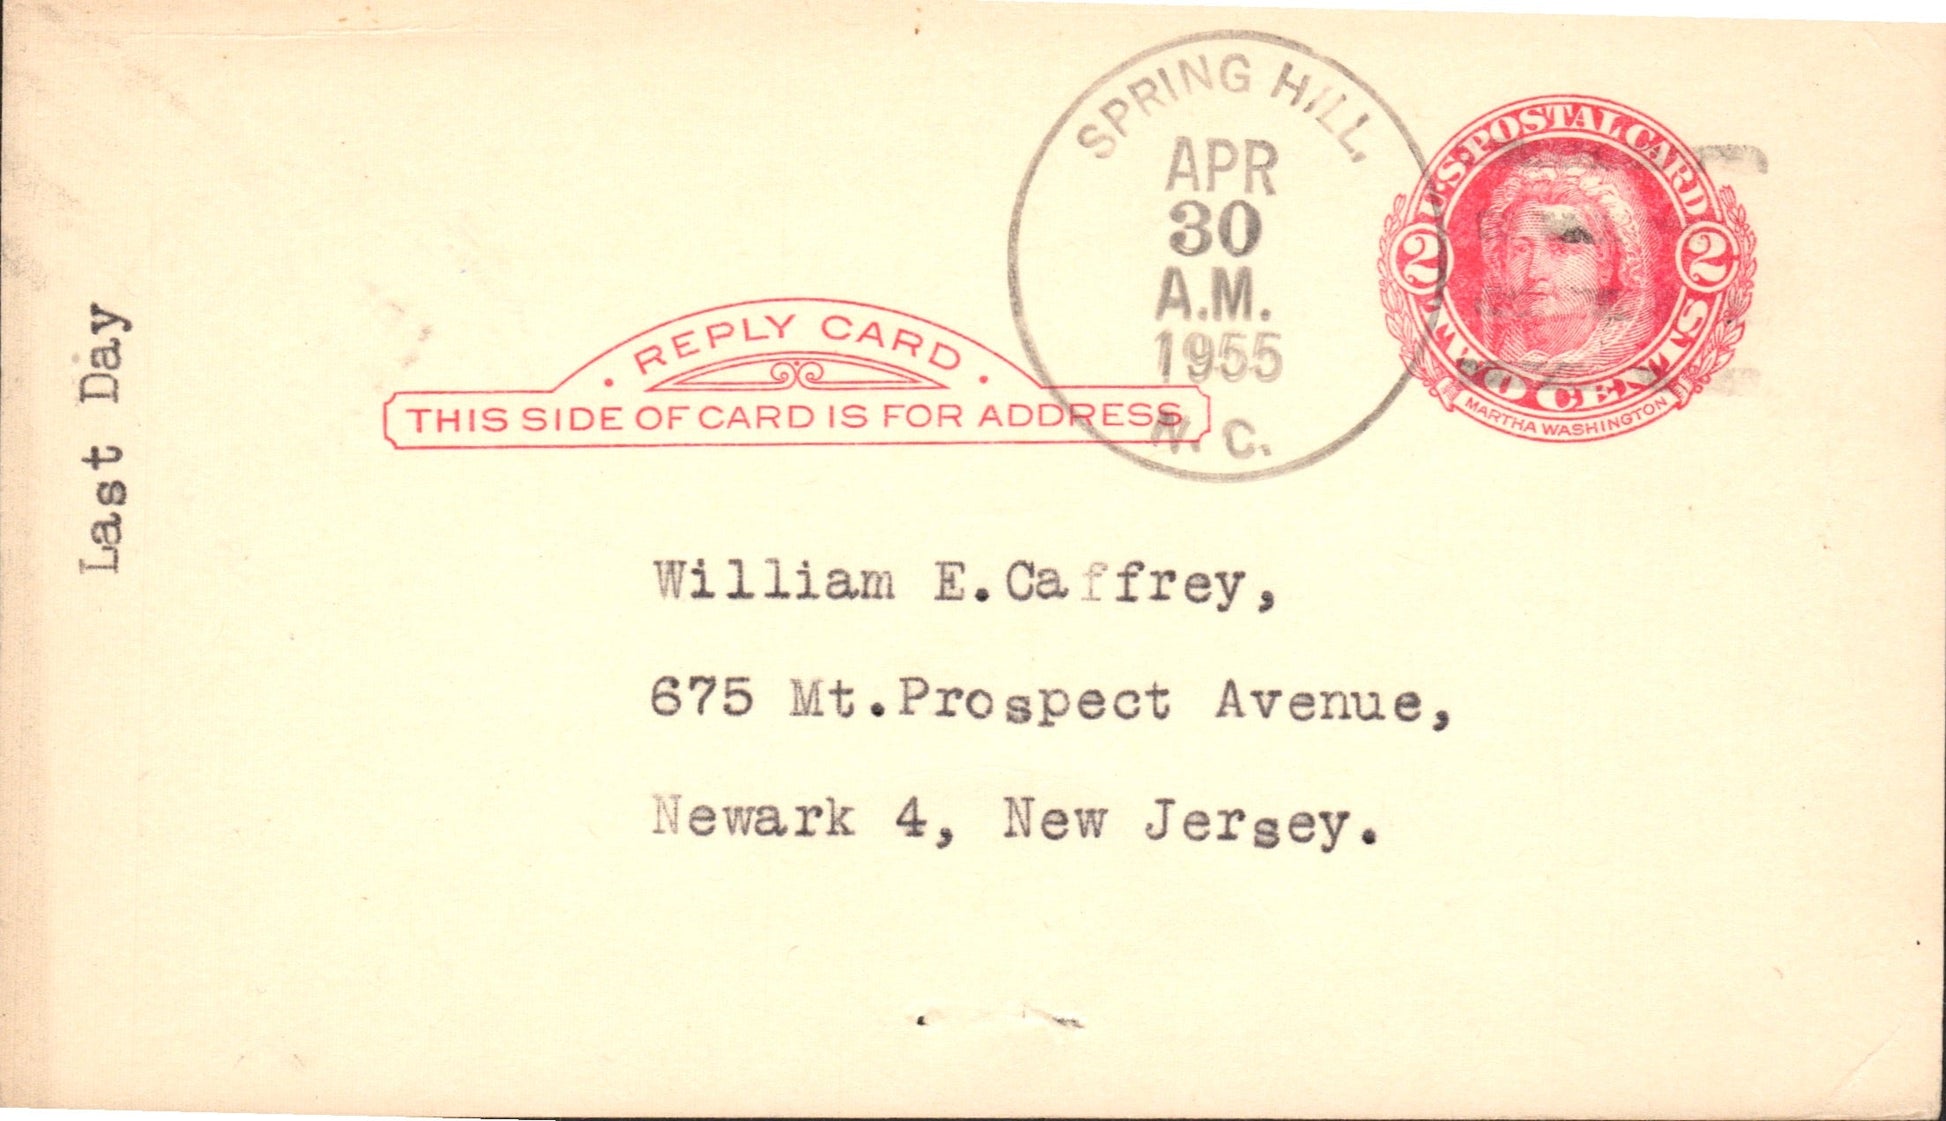 Last Day
SPRING HILL,
APR
30
A.M.
1955
N. C.
U·S·POSTAL CARD
2 2
TWO CENTS
MARTHA WASHINGTON
· REPLY CARD ·
THIS SIDE OF CARD IS FOR ADDRESS
William E.Caffrey,
675 Mt.Prospect Avenue,
Newark 4, New Jersey.